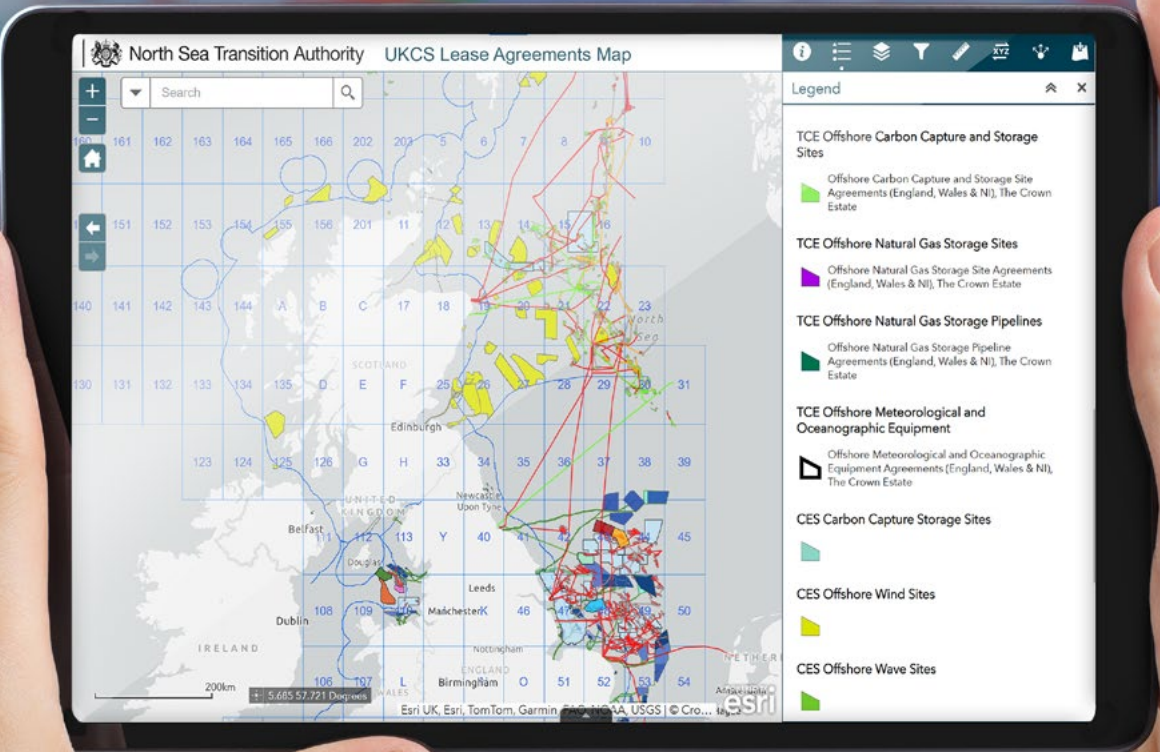 North Sea Transition Authority UKCS Lease Agreements Map
Search
Legend
TCE Offshore Carbon Capture and Storage
Sites
Offshore Carbon Capture and Storage Site
Agreements (England, Wales & NI), The Crown
Estate
TCE Offshore Natural Gas Storage Sites
Offshore Natural Gas Storage Site Agreements
(England, Wales & NI), The Crown Estate
TCE Offshore Natural Gas Storage Pipelines
Offshore Natural Gas Storage Pipeline
Agreements (England, Wales & NI), The Crown
Estate
TCE Offshore Meteorological and
Oceanographic Equipment
Offshore Meteorological and Oceanographic
Equipment Agreements (England, Wales & NI),
The Crown Estate
CES Carbon Capture Storage Sites
CES Offshore Wind Sites
CES Offshore Wave Sites
XYZ
160 161 162 163 164 165 166 202 203 5 6 7 8 9 10
151 152 153 154 155 156 201 11 12 13 14 15 16
140 141 142 143 144 A B C 17 18 19 20 21 22 23
North
Sea
SCOTLAND
130 131 132 133 134 135 D E F 25 26 27 28 29 30 31
Edinburgh
123 124 125 126 G H 33 34 35 36 37 38 39
UNITED
KINGDOM
Newcastle
Upon Tyne
Belfast
111 112 113 Y 40 41 42 44 45
Douglas
Leeds
108 109 110 Manchester K 46 47 48 49 50
Dublin
IRELAND
Nottingham
ENGLAND
106 107 L Birmingham O 51 52 53 54
WALES
NETHER
200km
5.685 57.721 Degrees
Esri UK, Esri, TomTom, Garmin, FAO, NOAA, USGS | © Cro...
esri